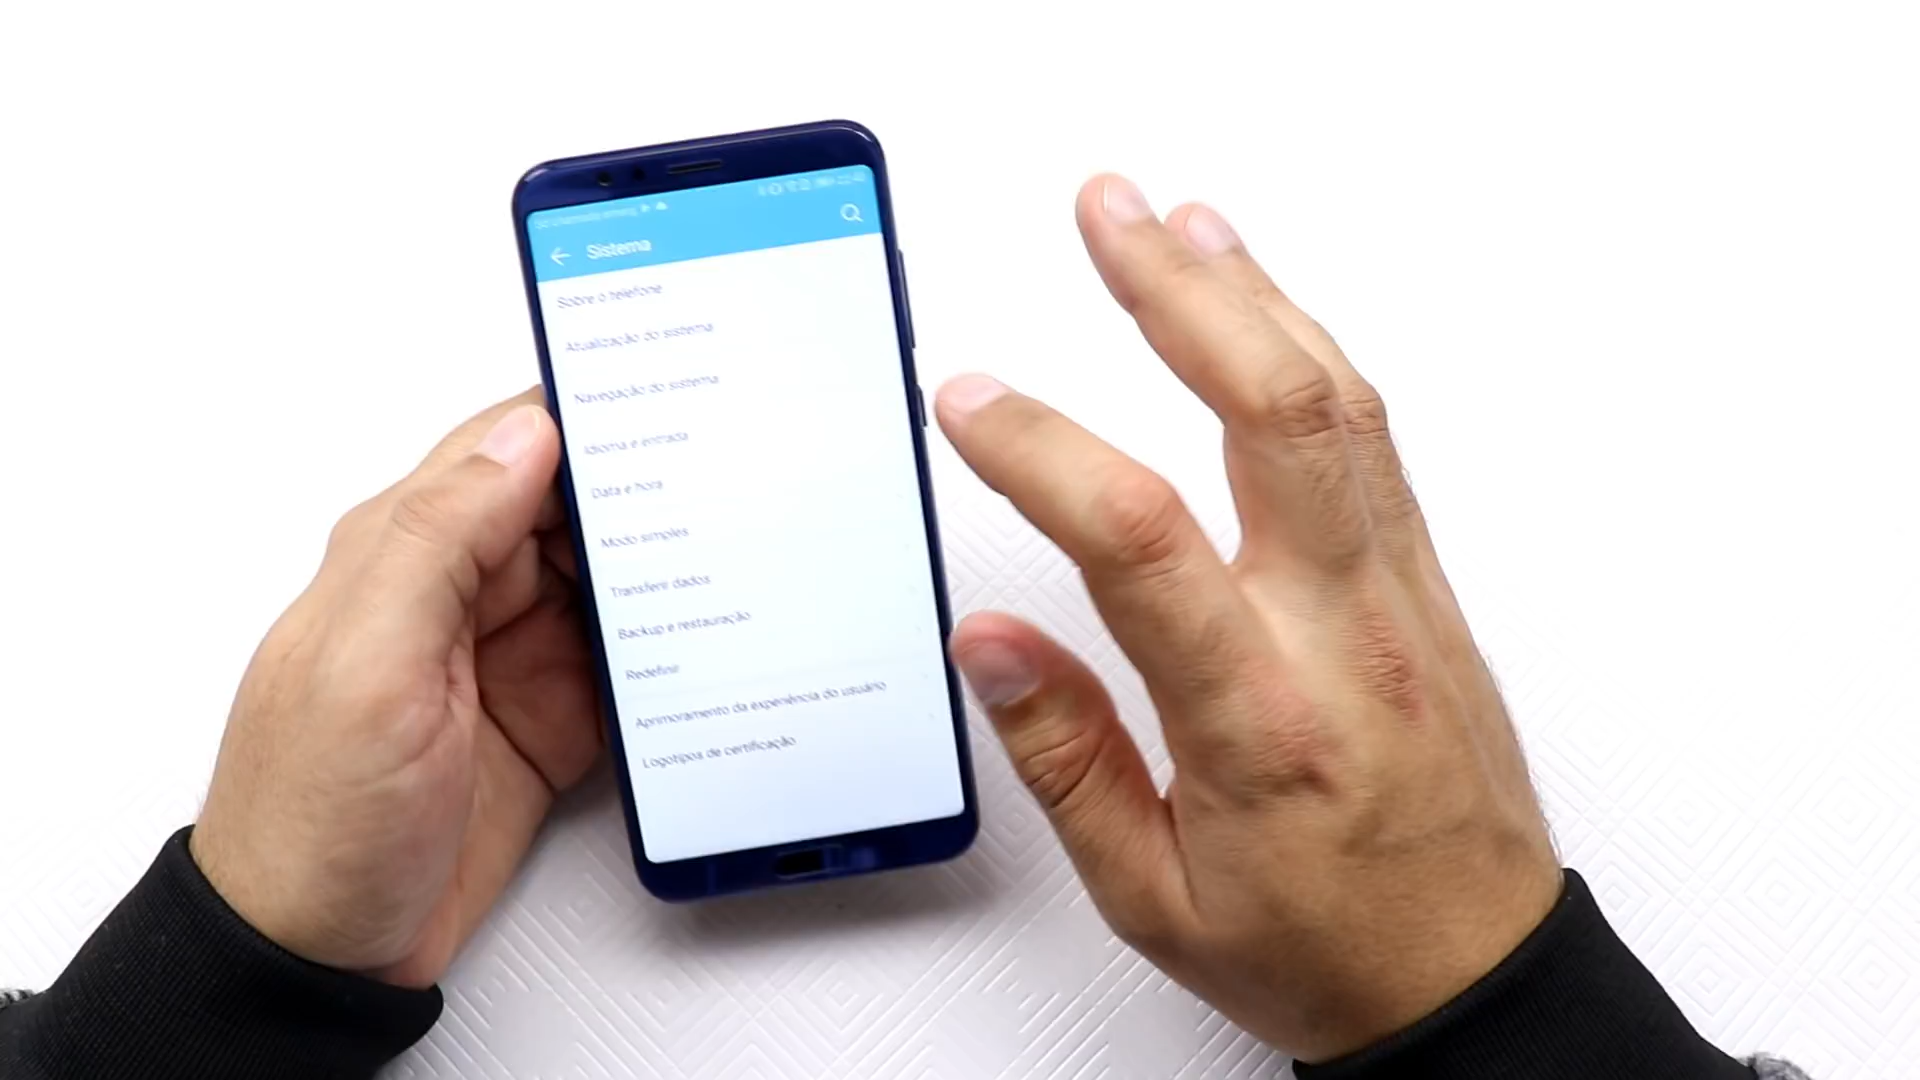 Sistema
Sobre o telefone
Atualização do sistema
Navegação do sistema
Idioma e entrada
Data e hora
Modo simples
Transferir dados
Backup e restauração
Redefinir
Aprimoramento da experiência do usuário
Logotipos de certificação